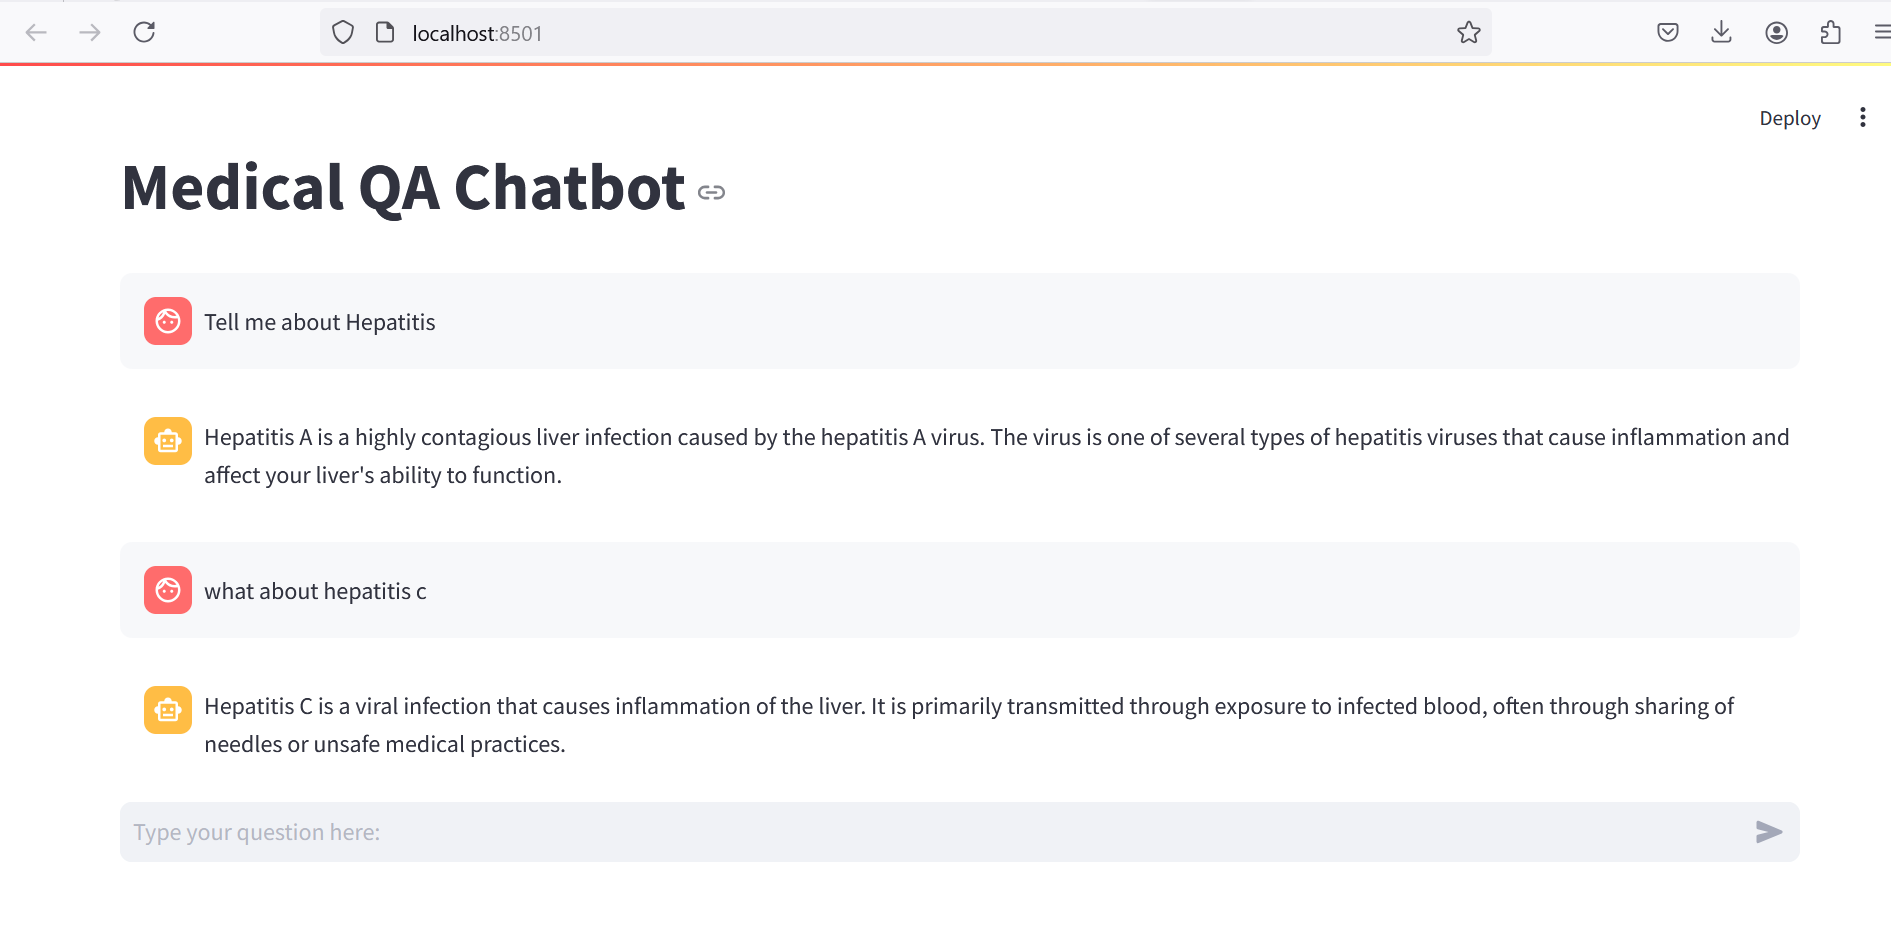 localhost:8501
Deploy
Medical QA Chatbot
Tell me about Hepatitis
Hepatitis A is a highly contagious liver infection caused by the hepatitis A virus. The virus is one of several types of hepatitis viruses that cause inflammation and
affect your liver's ability to function.
what about hepatitis c
Hepatitis C is a viral infection that causes inflammation of the liver. It is primarily transmitted through exposure to infected blood, often through sharing of
needles or unsafe medical practices.
Type your question here: